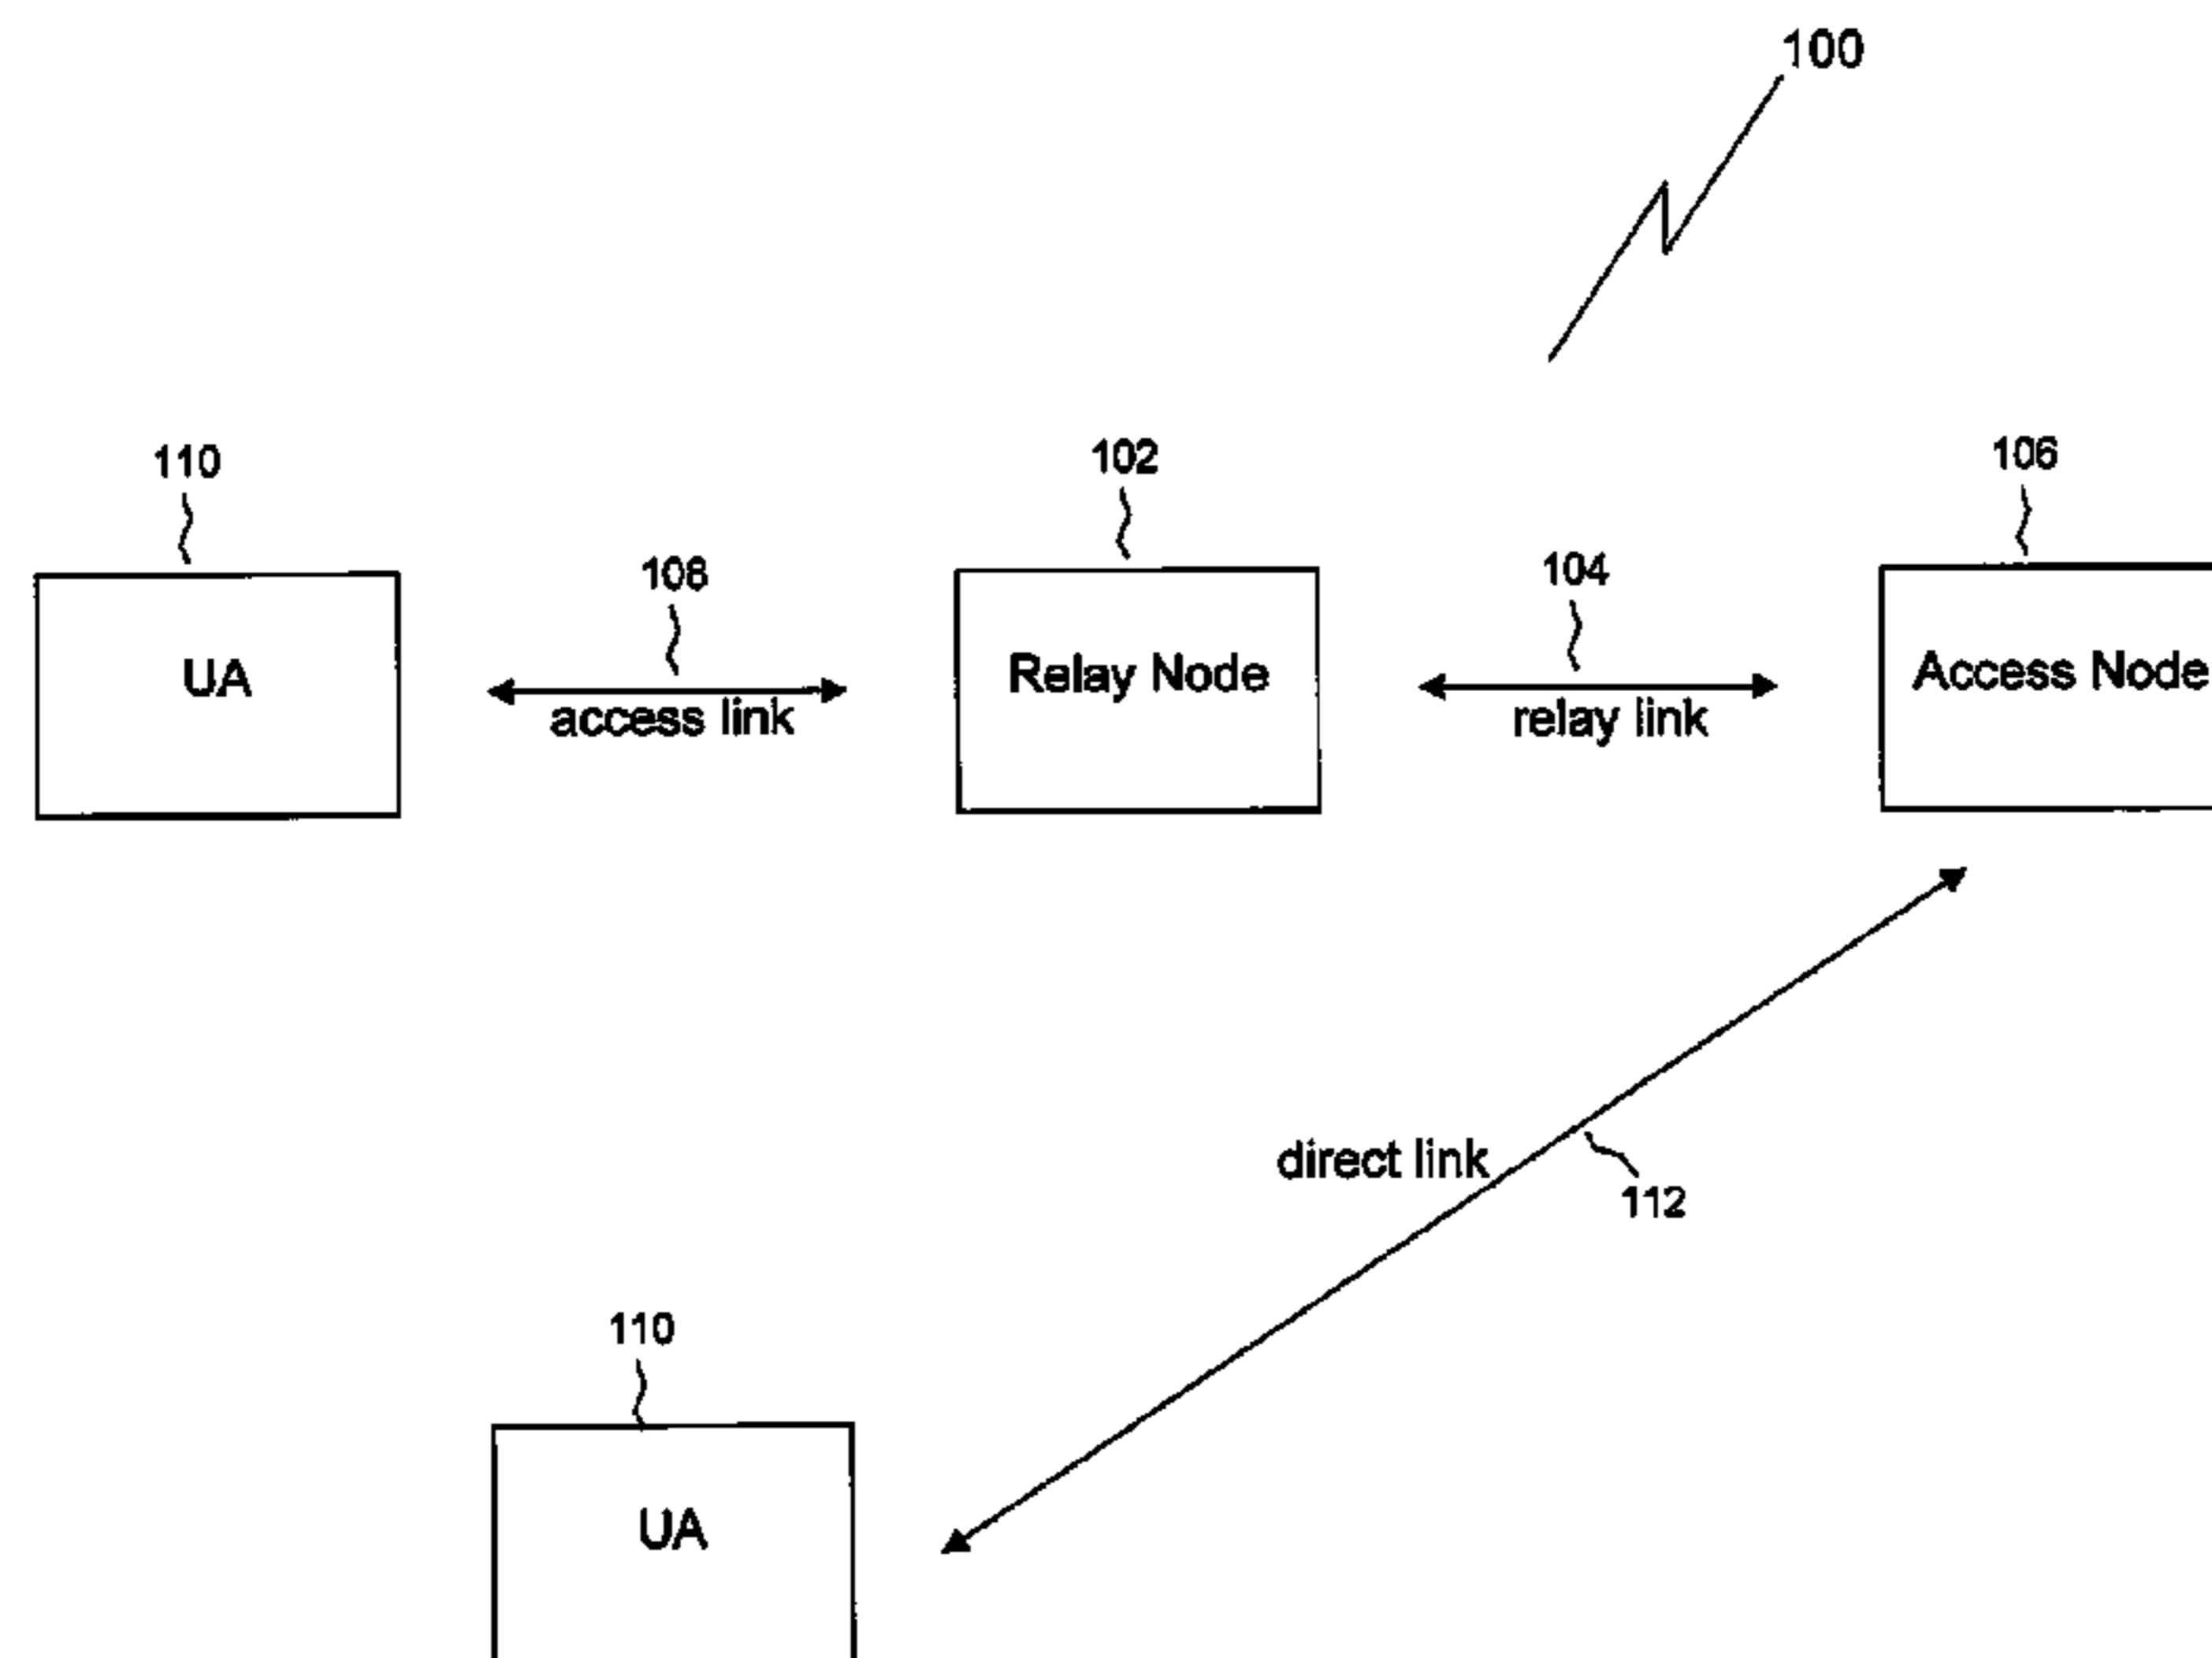 100
110
102
106
108
104
UA
Relay Node
Access Node
access link
relay link
direct link
112
110
UA